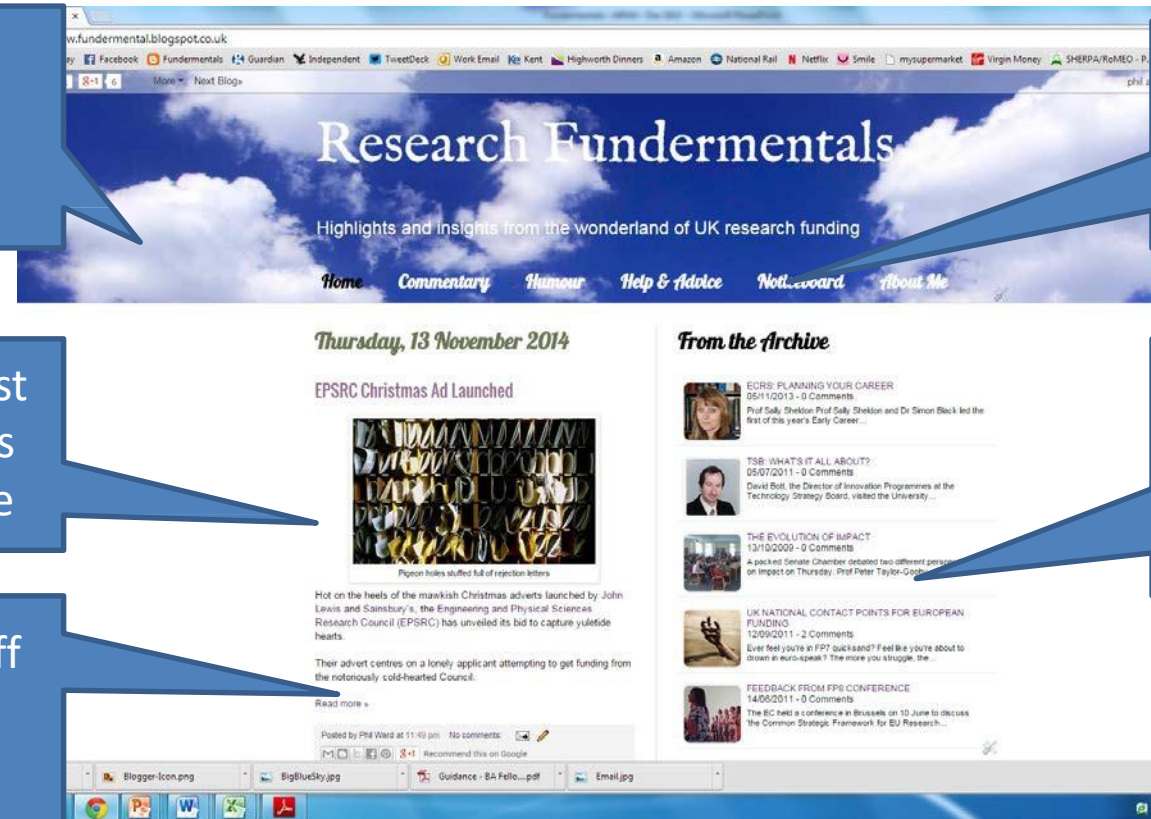 w.fundermental.blogspot.co.uk
Facebook Fundermentals Guardian Independent TweetDeck Work Email Kent Highworth Dinners Amazon National Rail Netflix Smile mysupermarket Virgin Money SHERPA/RoMEO - P
6 More Next Blog»
Research Fundermentals
Highlights and insights from the wonderland of UK research funding
Home Commentary Humour Help & Advice About Me
Thursday, 13 November 2014
EPSRC Christmas Ad Launched
Pigeon holes stuffed full of rejection letters
Hot on the heels of the mawkish Christmas adverts launched by John
Lewis and Sainsbury's, the Engineering and Physical Sciences
Research Council (EPSRC) has unveiled its bid to capture yuletide
hearts.
Their advert centres on a lonely applicant attempting to get funding from
the notoriously cold-hearted Council.
Read more »
Posted by Phil Ward at 11:49 pm No comments:
g+1 Recommend this on Google
From the Archive
ECRS: PLANNING YOUR CAREER
05/11/2013 - 0 Comments
Prof Sally Sheldon Prof Sally Sheldon and Dr Simon Black led the
first of this year's Early Career...
TSB: WHAT'S IT ALL ABOUT?
05/07/2011 - 0 Comments
David Bott, the Director of Innovation Programmes at the
Technology Strategy Board, visited the University...
THE EVOLUTION OF IMPACT
13/10/2009 - 0 Comments
A packed Senate Chamber debated two different
on Impact on Thursday. Prof Peter
UK NATIONAL CONTACT POINTS FOR EUROPEAN
FUNDING
12/09/2011 - 2 Comments
Ever feel you're in FP7 quicksand? Feel like you're about to
drown in euro-speak? The more you struggle, the...
FEEDBACK FROM FP8 CONFERENCE
14/06/2011 - 0 Comments
The EC held a conference in Brussels on 10 June to discuss
'the Common Strategic Framework for EU Research...
Blogger-Icon.png BigBlueSky.jpg Guidance - BA Fello....pdf Email.jpg